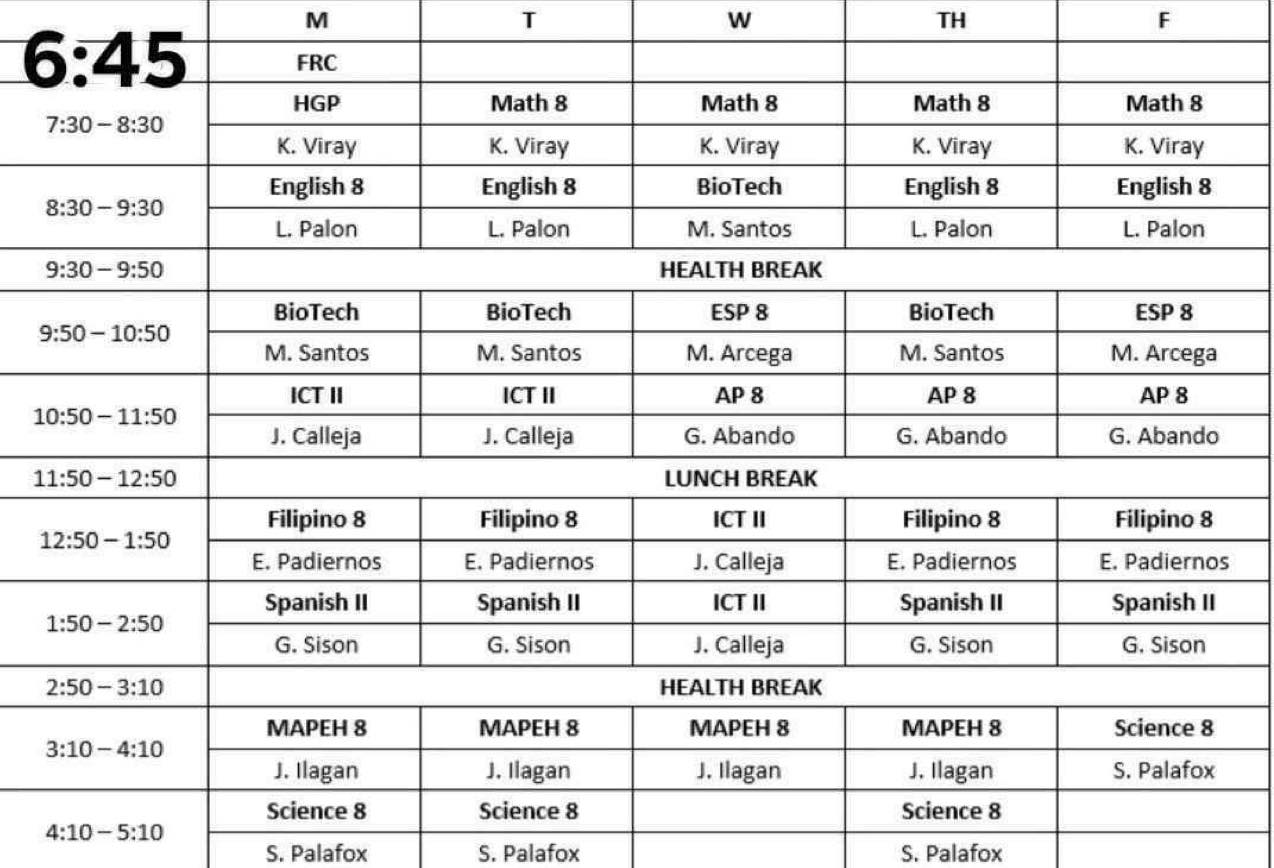 M T W TH F
6:45 FRC
HGP Math 8 Math 8 Math 8 Math 8
7:30 – 8:30
K. Viray K. Viray K. Viray K. Viray K. Viray
English 8 English 8 BioTech English 8 English 8
8:30 – 9:30
L. Palon L. Palon M. Santos L. Palon L. Palon
9:30 – 9:50 HEALTH BREAK
BioTech BioTech ESP 8 BioTech ESP 8
9:50 – 10:50
M. Santos M. Santos M. Arcega M. Santos M. Arcega
ICT II ICT II AP 8 AP 8 AP 8
10:50 – 11:50
J. Calleja J. Calleja G. Abando G. Abando G. Abando
11:50 – 12:50 LUNCH BREAK
Filipino 8 Filipino 8 ICT II Filipino 8 Filipino 8
12:50 – 1:50
E. Padiernos E. Padiernos J. Calleja E. Padiernos E. Padiernos
Spanish II Spanish II ICT II Spanish II Spanish II
1:50 – 2:50
G. Sison G. Sison J. Calleja G. Sison G. Sison
2:50 – 3:10 HEALTH BREAK
MAPEH 8 MAPEH 8 MAPEH 8 MAPEH 8 Science 8
3:10 – 4:10
J. Ilagan J. Ilagan J. Ilagan J. Ilagan S. Palafox
Science 8 Science 8 Science 8
4:10 – 5:10
S. Palafox S. Palafox S. Palafox